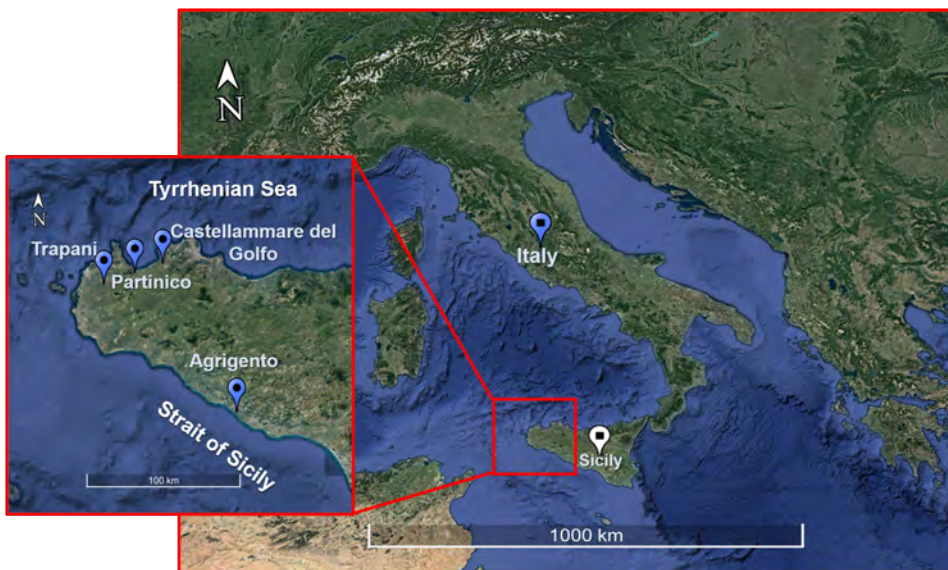 N
Italy
Sicily
1000 km
N
Tyrrhenian Sea
Castellammare del
Golfo
Trapani
Partinico
Agrigento
Strait of Sicily
100 km